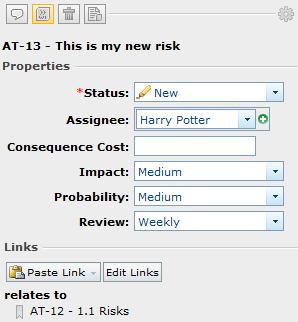 AT-13 - This is my new risk
Properties
*Status: New
Assignee: Harry Potter
Consequence Cost:
Impact: Medium
Probability: Medium
Review: Weekly
Links
Paste Link Edit Links
relates to
AT-12 - 1.1 Risks